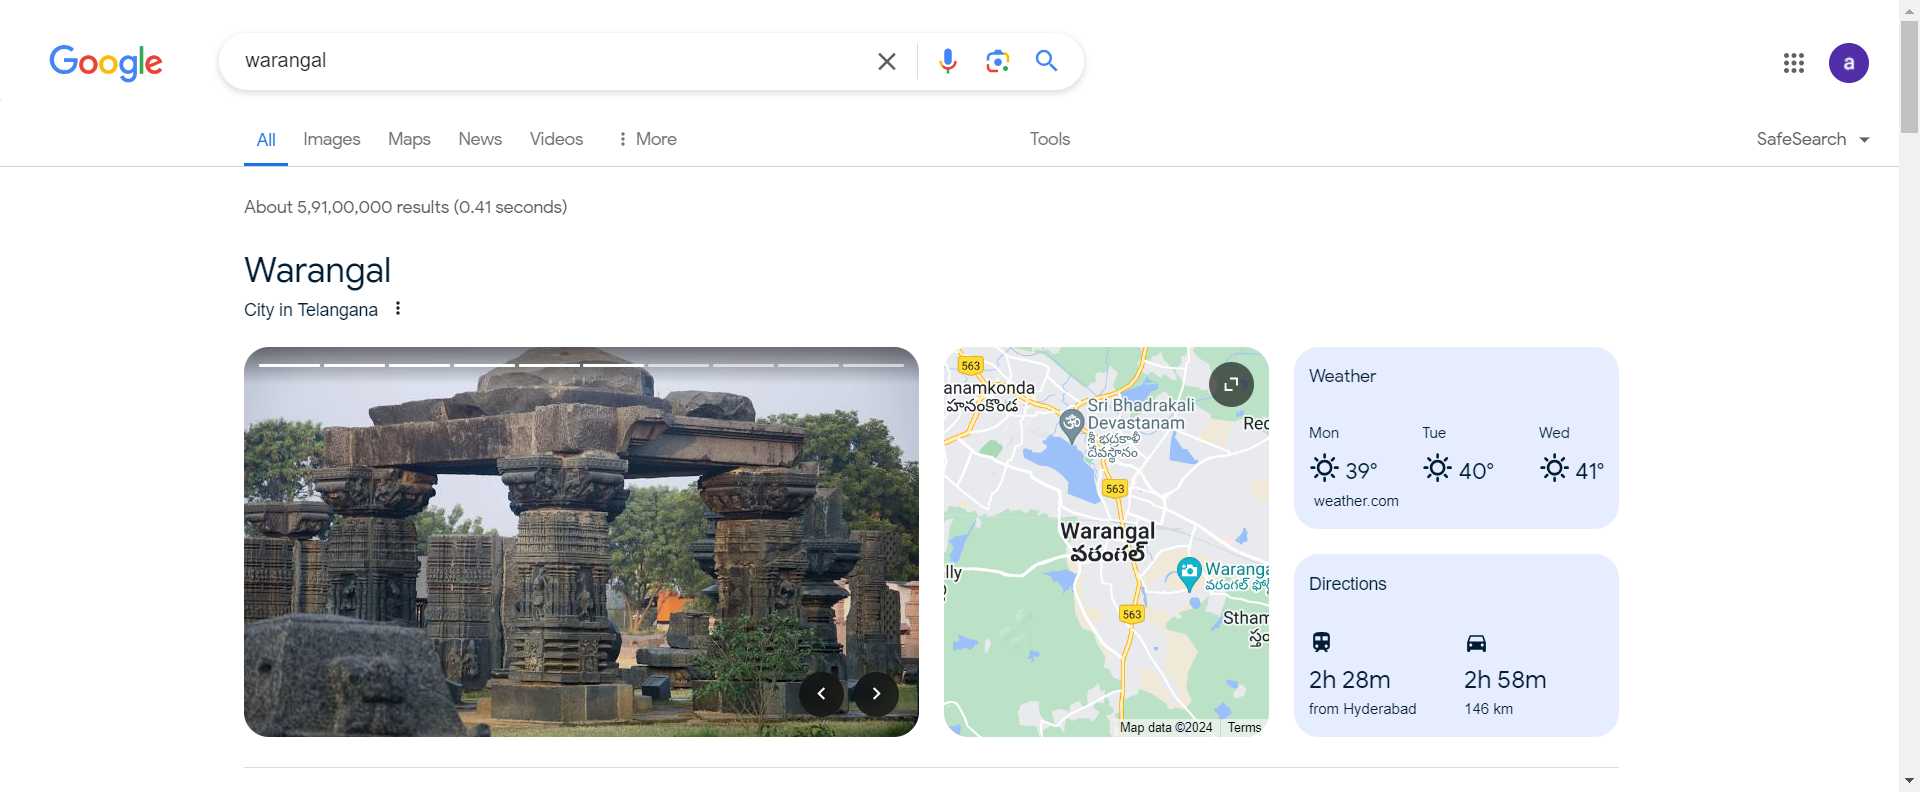 Google
warangal
a
All Images Maps News Videos More Tools SafeSearch
About 5,91,00,000 results (0.41 seconds)
Warangal
City in Telangana
563
anamkonda
హనంకొండ
Sri Bhadrakali
Devastanam
శ్రీ భద్రకాళీ
దేవస్థానం
Rec
563
Warangal
వరంగల్
Waranga
వరంగల్ ఫోర్
lly
563
Stham
స్తం
Map data ©2024 Terms
Weather
Mon Tue Wed
39° 40° 41°
weather.com
Directions
2h 28m 2h 58m
from Hyderabad 146 km